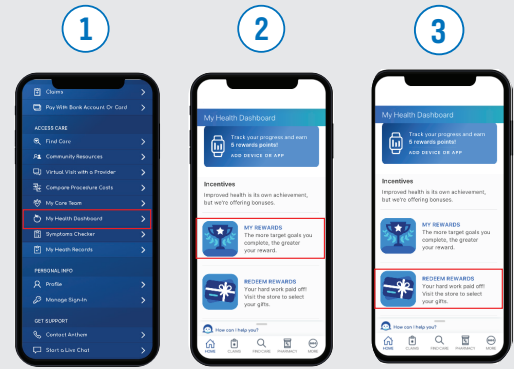 1
2
3
Claims
Pay With Bank Account Or Card
ACCESS CARE
Find Care
Community Resources
Virtual Visit with a Provider
Compare Procedure Costs
My Care Team
My Health Dashboard
Symptoms Checker
My Health Records
PERSONAL INFO
Profile
Manage Sign-In
GET SUPPORT
Contact Anthem
Start a Live Chat
My Health Dashboard
Track your progress and earn
5 rewards points!
ADD DEVICE OR APP
Incentives
Improved health is its own achievement,
but we're offering bonuses.
MY REWARDS
The more target goals you
complete, the greater
your reward.
REDEEM REWARDS
Your hard work paid off!
Visit the store to select
your gifts.
How can I help you?
HOME
CLAIMS
FIND CARE
PHARMACY
MORE
My Health Dashboard
Track your progress and earn
5 rewards points!
ADD DEVICE OR APP
Incentives
Improved health is its own achievement,
but we're offering bonuses.
MY REWARDS
The more target goals you
complete, the greater
your reward.
REDEEM REWARDS
Your hard work paid off!
Visit the store to select
your gifts.
How can I help you?
HOME
CLAIMS
FIND CARE
PHARMACY
MORE